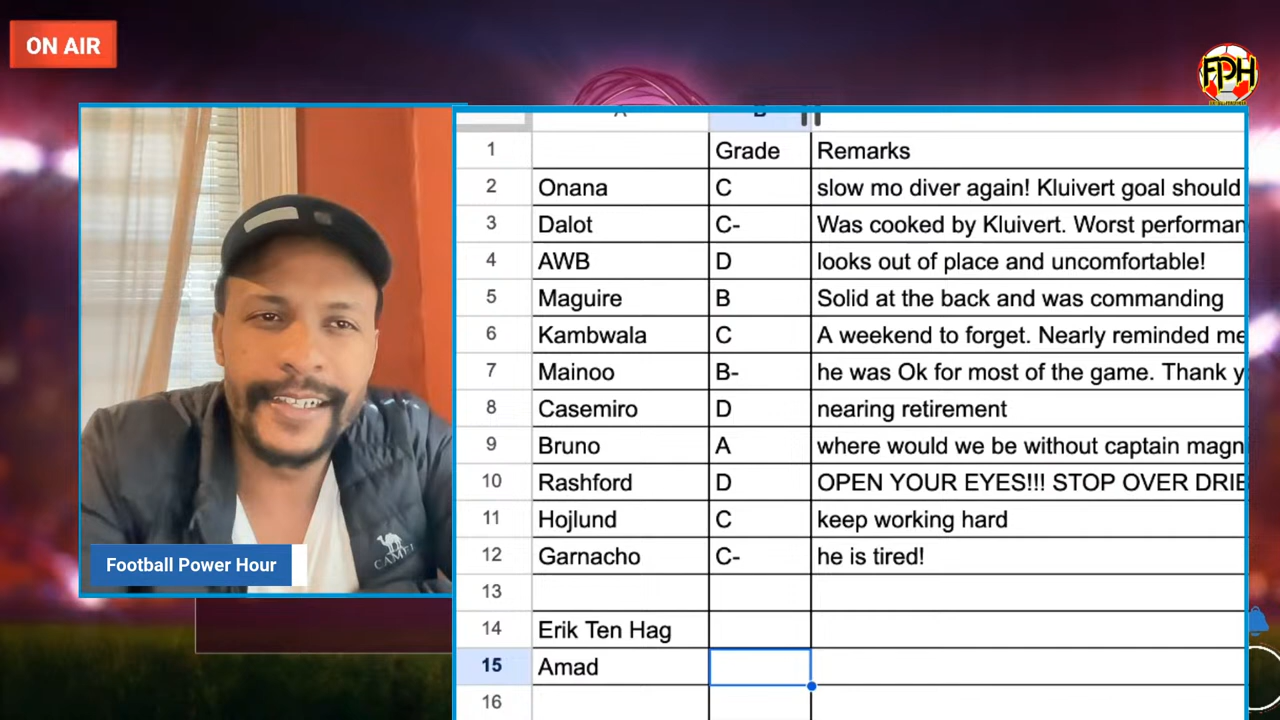 ON AIR
FPH
Grade Remarks
1
2 Onana C slow mo diver again! Kluivert goal should
3 Dalot C- Was cooked by Kluivert. Worst performan
4 AWB D looks out of place and uncomfortable!
5 Maguire B Solid at the back and was commanding
6 Kambwala C A weekend to forget. Nearly reminded me
7 Mainoo B- he was Ok for most of the game. Thank y
8 Casemiro D nearing retirement
9 Bruno A where would we be without captain magn
10 Rashford D OPEN YOUR EYES!!! STOP OVER DRIB
11 Hojlund C keep working hard
12 Garnacho C- he is tired!
13
14 Erik Ten Hag
15 Amad
16
CAMEL
Football Power Hour